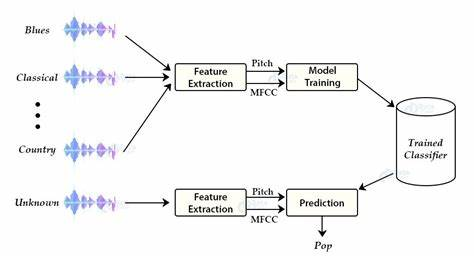 Blues
Classical
Country
Unknown
Feature
Extraction
Pitch
MFCC
Model
Training
Trained
Classifier
Feature
Extraction
Pitch
MFCC
Prediction
Pop